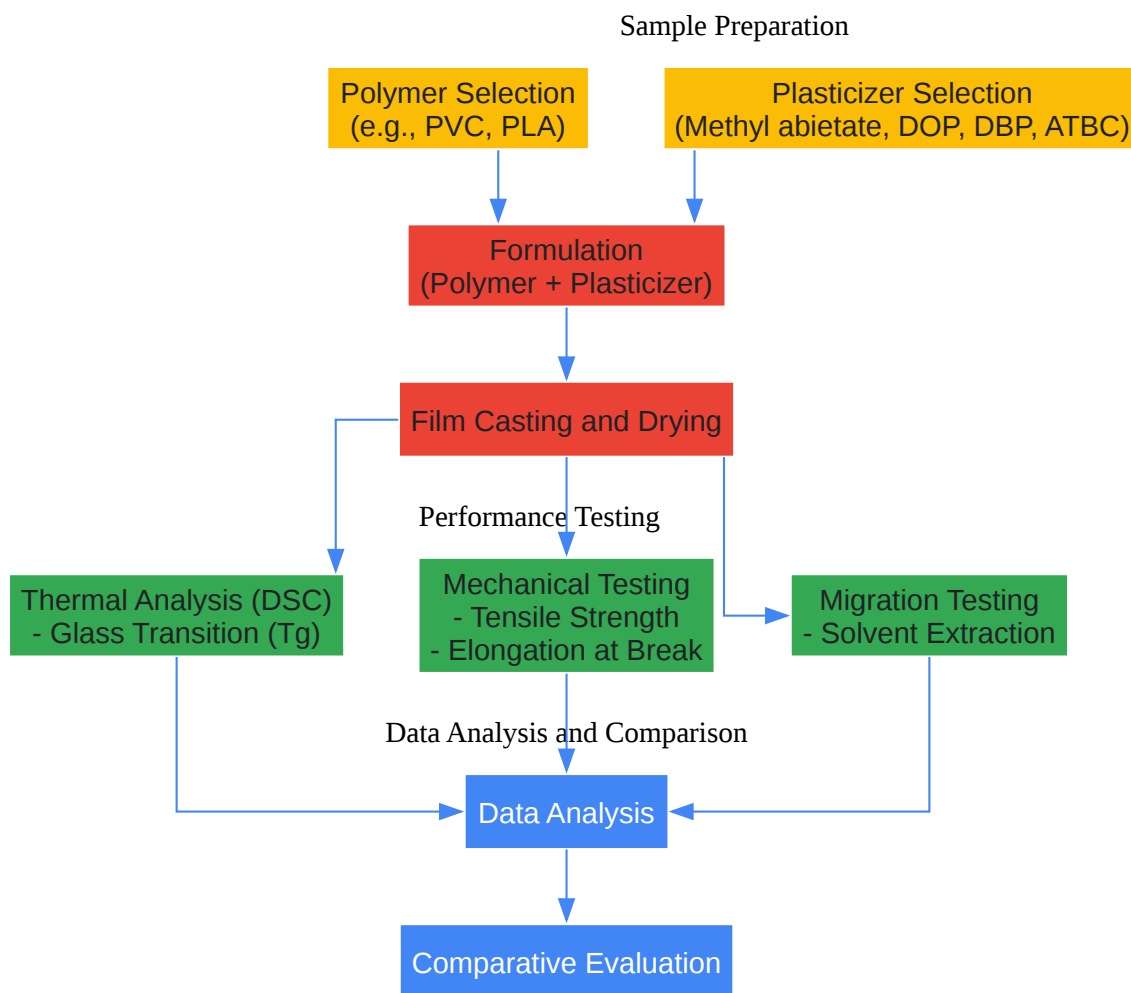 Sample Preparation
Polymer Selection
(e.g., PVC, PLA)
Plasticizer Selection
(Methyl abietate, DOP, DBP, ATBC)
Formulation
(Polymer + Plasticizer)
Film Casting and Drying
Performance Testing
Thermal Analysis (DSC)
- Glass Transition (Tg)
Mechanical Testing
- Tensile Strength
- Elongation at Break
Migration Testing
- Solvent Extraction
Data Analysis and Comparison
Data Analysis
Comparative Evaluation